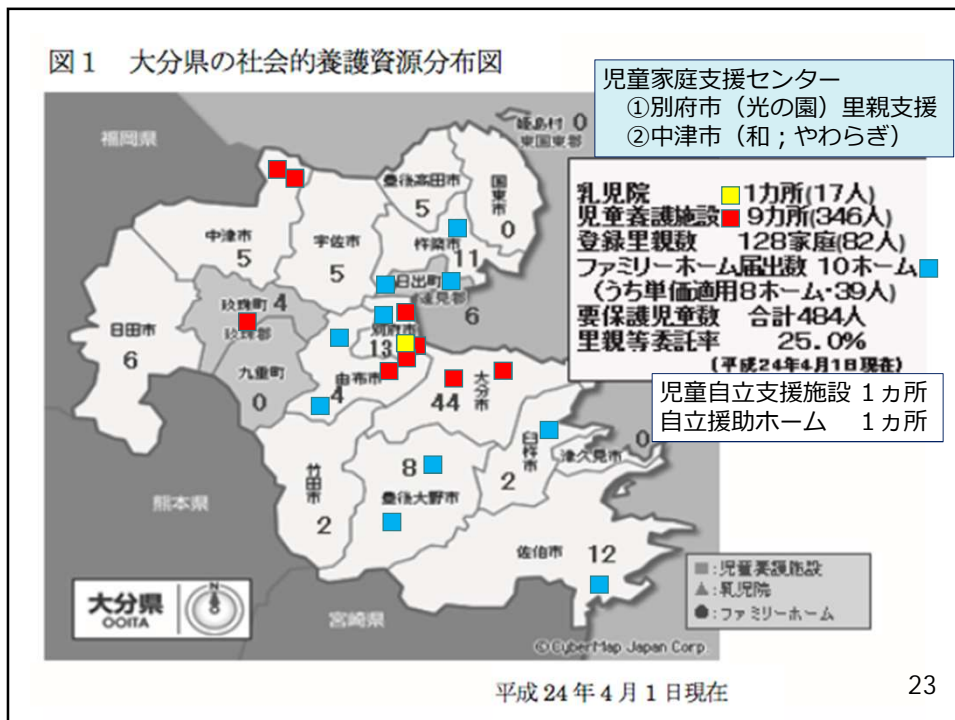 図1 大分県の社会的養護資源分布図
児童家庭支援センター
①別府市（光の園）里親支援
②中津市（和；やわらぎ）
福岡県
姫島村 0
東国東郡
豊後高田市
5
国東市
0
中津市
5
宇佐市
5
杵築市
11
日出町
速見郡
6
乳児院 1カ所(17人)
児童養護施設 9カ所(346人)
登録里親数 128家庭(82人)
ファミリーホーム届出数 10ホーム
(うち単価適用8ホーム・39人)
要保護児童数 合計484人
里親等委託率 25.0%
(平成24年4月1日現在)
児童自立支援施設 1ヵ所
自立援助ホーム 1ヵ所
日田市
6
玖珠町 4
玖珠郡
九重町
0
別府市
13
由布市
4
大分市
44
臼杵市
2
津久見市
0
竹田市
2
8
豊後大野市
佐伯市 12
熊本県
宮崎県
大分県
OOITA
N
■:児童養護施設
▲:乳児院
●:ファミリーホーム
© CyberMap Japan Corp
平成24年4月1日現在
23